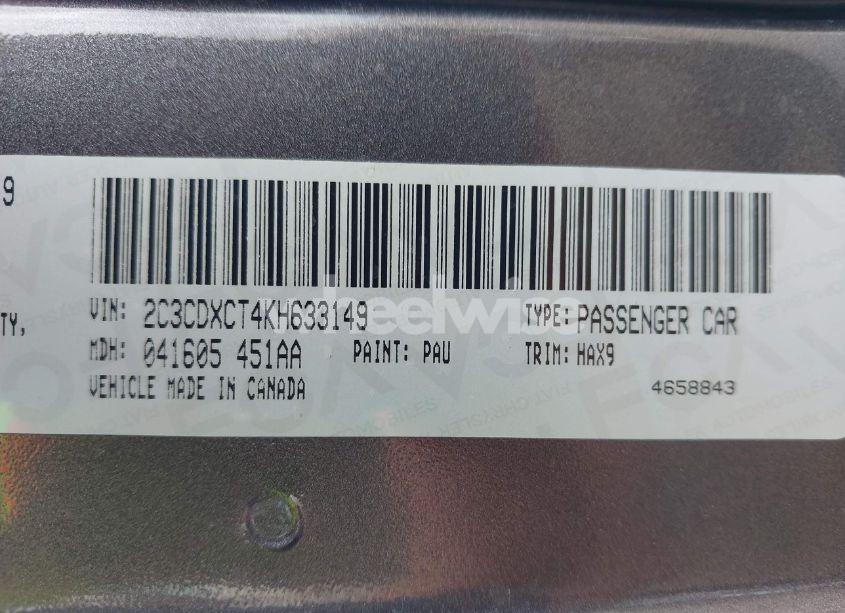 9
VIN: 2C3CDXCT4KH633149 TYPE: PASSENGER CAR
TY,
MDH: 041605 451AA PAINT: PAU TRIM: HAX9
VEHICLE MADE IN CANADA 4658843
heelwise